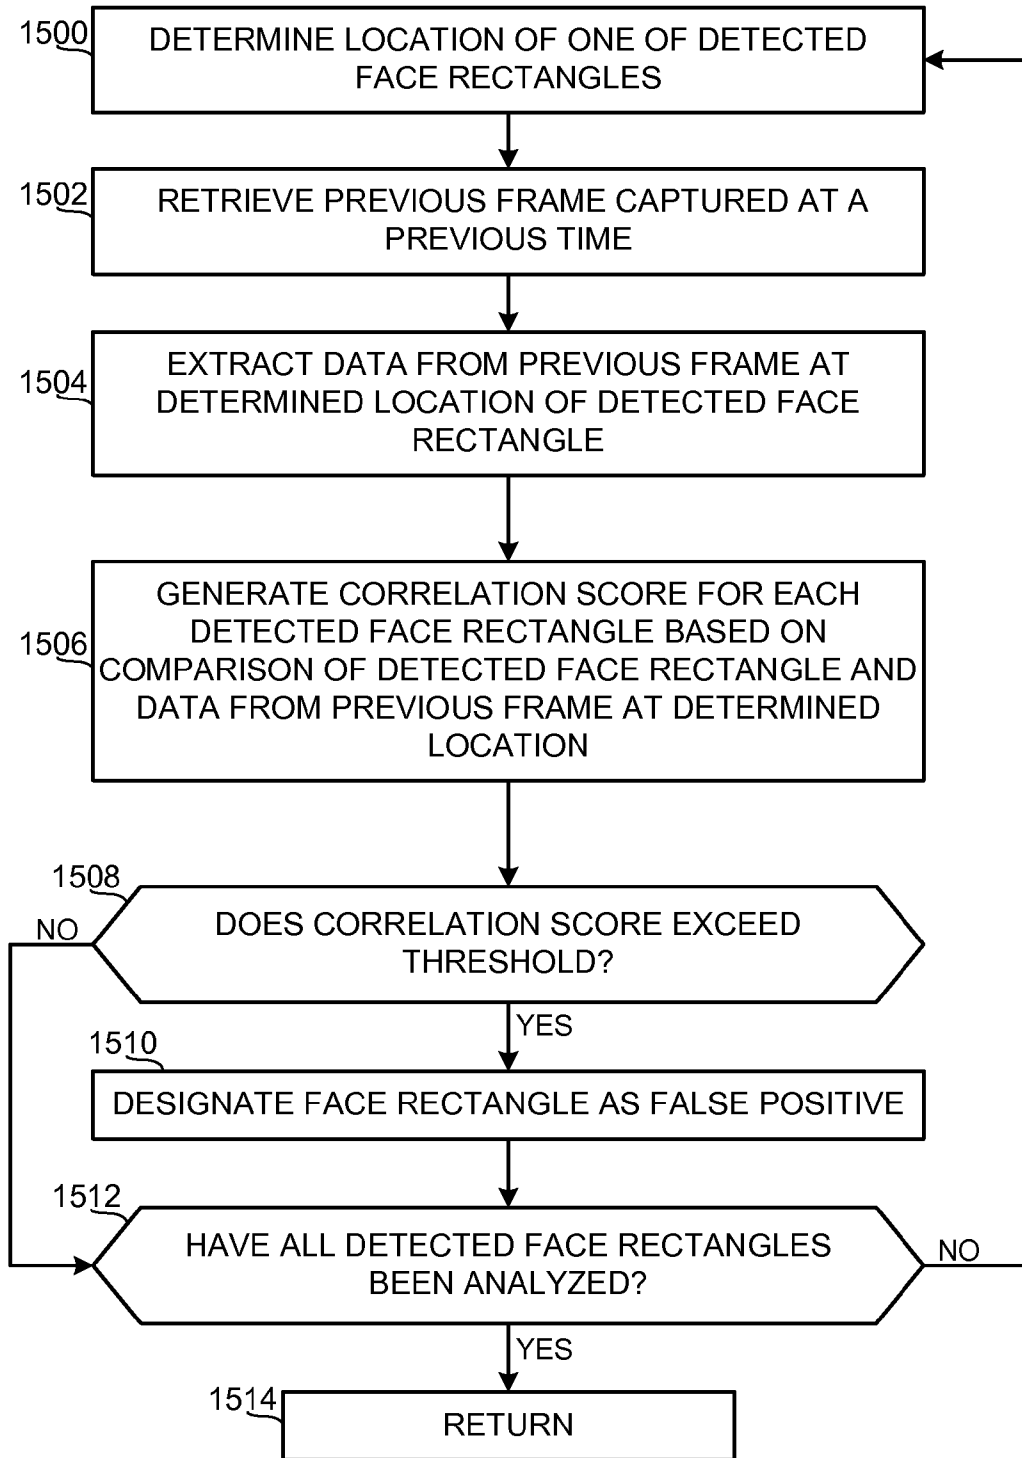 1500
DETERMINE LOCATION OF ONE OF DETECTED
FACE RECTANGLES
1502
RETRIEVE PREVIOUS FRAME CAPTURED AT A
PREVIOUS TIME
1504
EXTRACT DATA FROM PREVIOUS FRAME AT
DETERMINED LOCATION OF DETECTED FACE
RECTANGLE
1506
GENERATE CORRELATION SCORE FOR EACH
DETECTED FACE RECTANGLE BASED ON
COMPARISON OF DETECTED FACE RECTANGLE AND
DATA FROM PREVIOUS FRAME AT DETERMINED
LOCATION
1508
NO
DOES CORRELATION SCORE EXCEED
THRESHOLD?
YES
1510
DESIGNATE FACE RECTANGLE AS FALSE POSITIVE
1512
HAVE ALL DETECTED FACE RECTANGLES
BEEN ANALYZED?
NO
YES
1514
RETURN